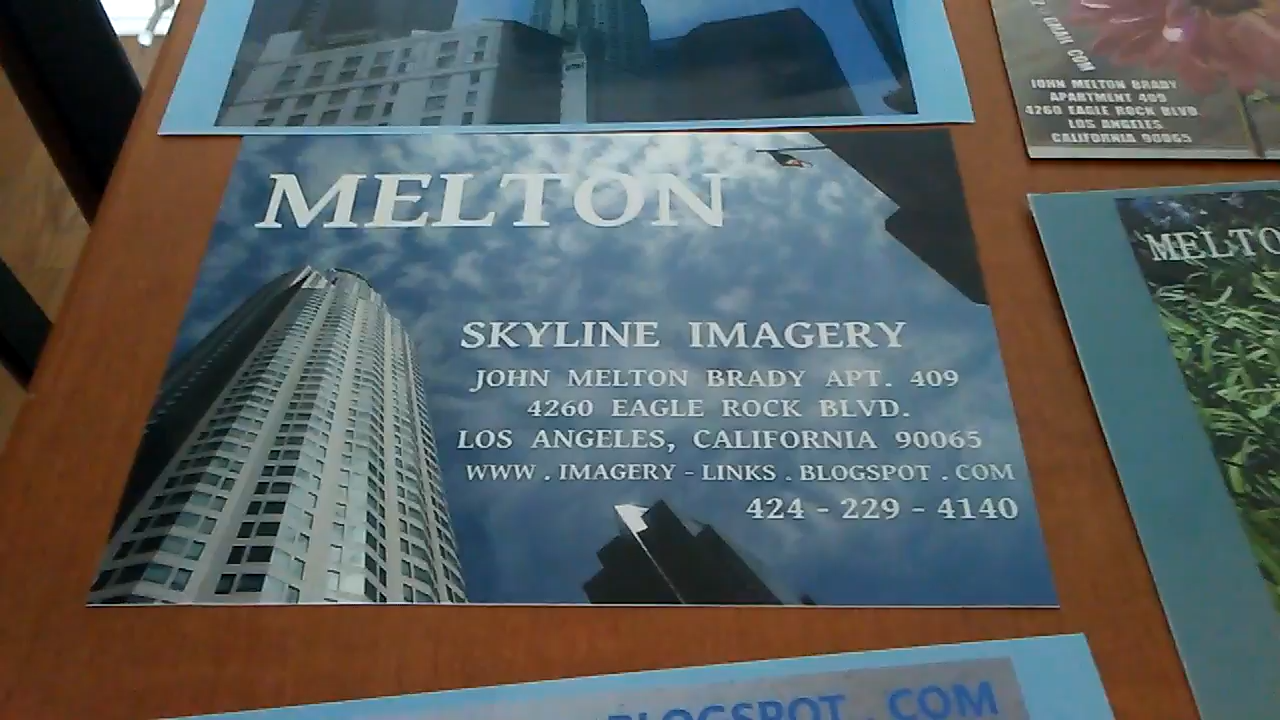 MELTON
SKYLINE IMAGERY
JOHN MELTON BRADY APT. 409
4260 EAGLE ROCK BLVD.
LOS ANGELES, CALIFORNIA 90065
WWW . IMAGERY - LINKS . BLOGSPOT . COM
424 - 229 - 4140
COM
JOHN MELTON BRADY
APARTMENT 409
4260 EAGLE ROCK BLVD
LOS ANGELES
CALIFORNIA 90065
MELTO
BLOGSPOT . COM